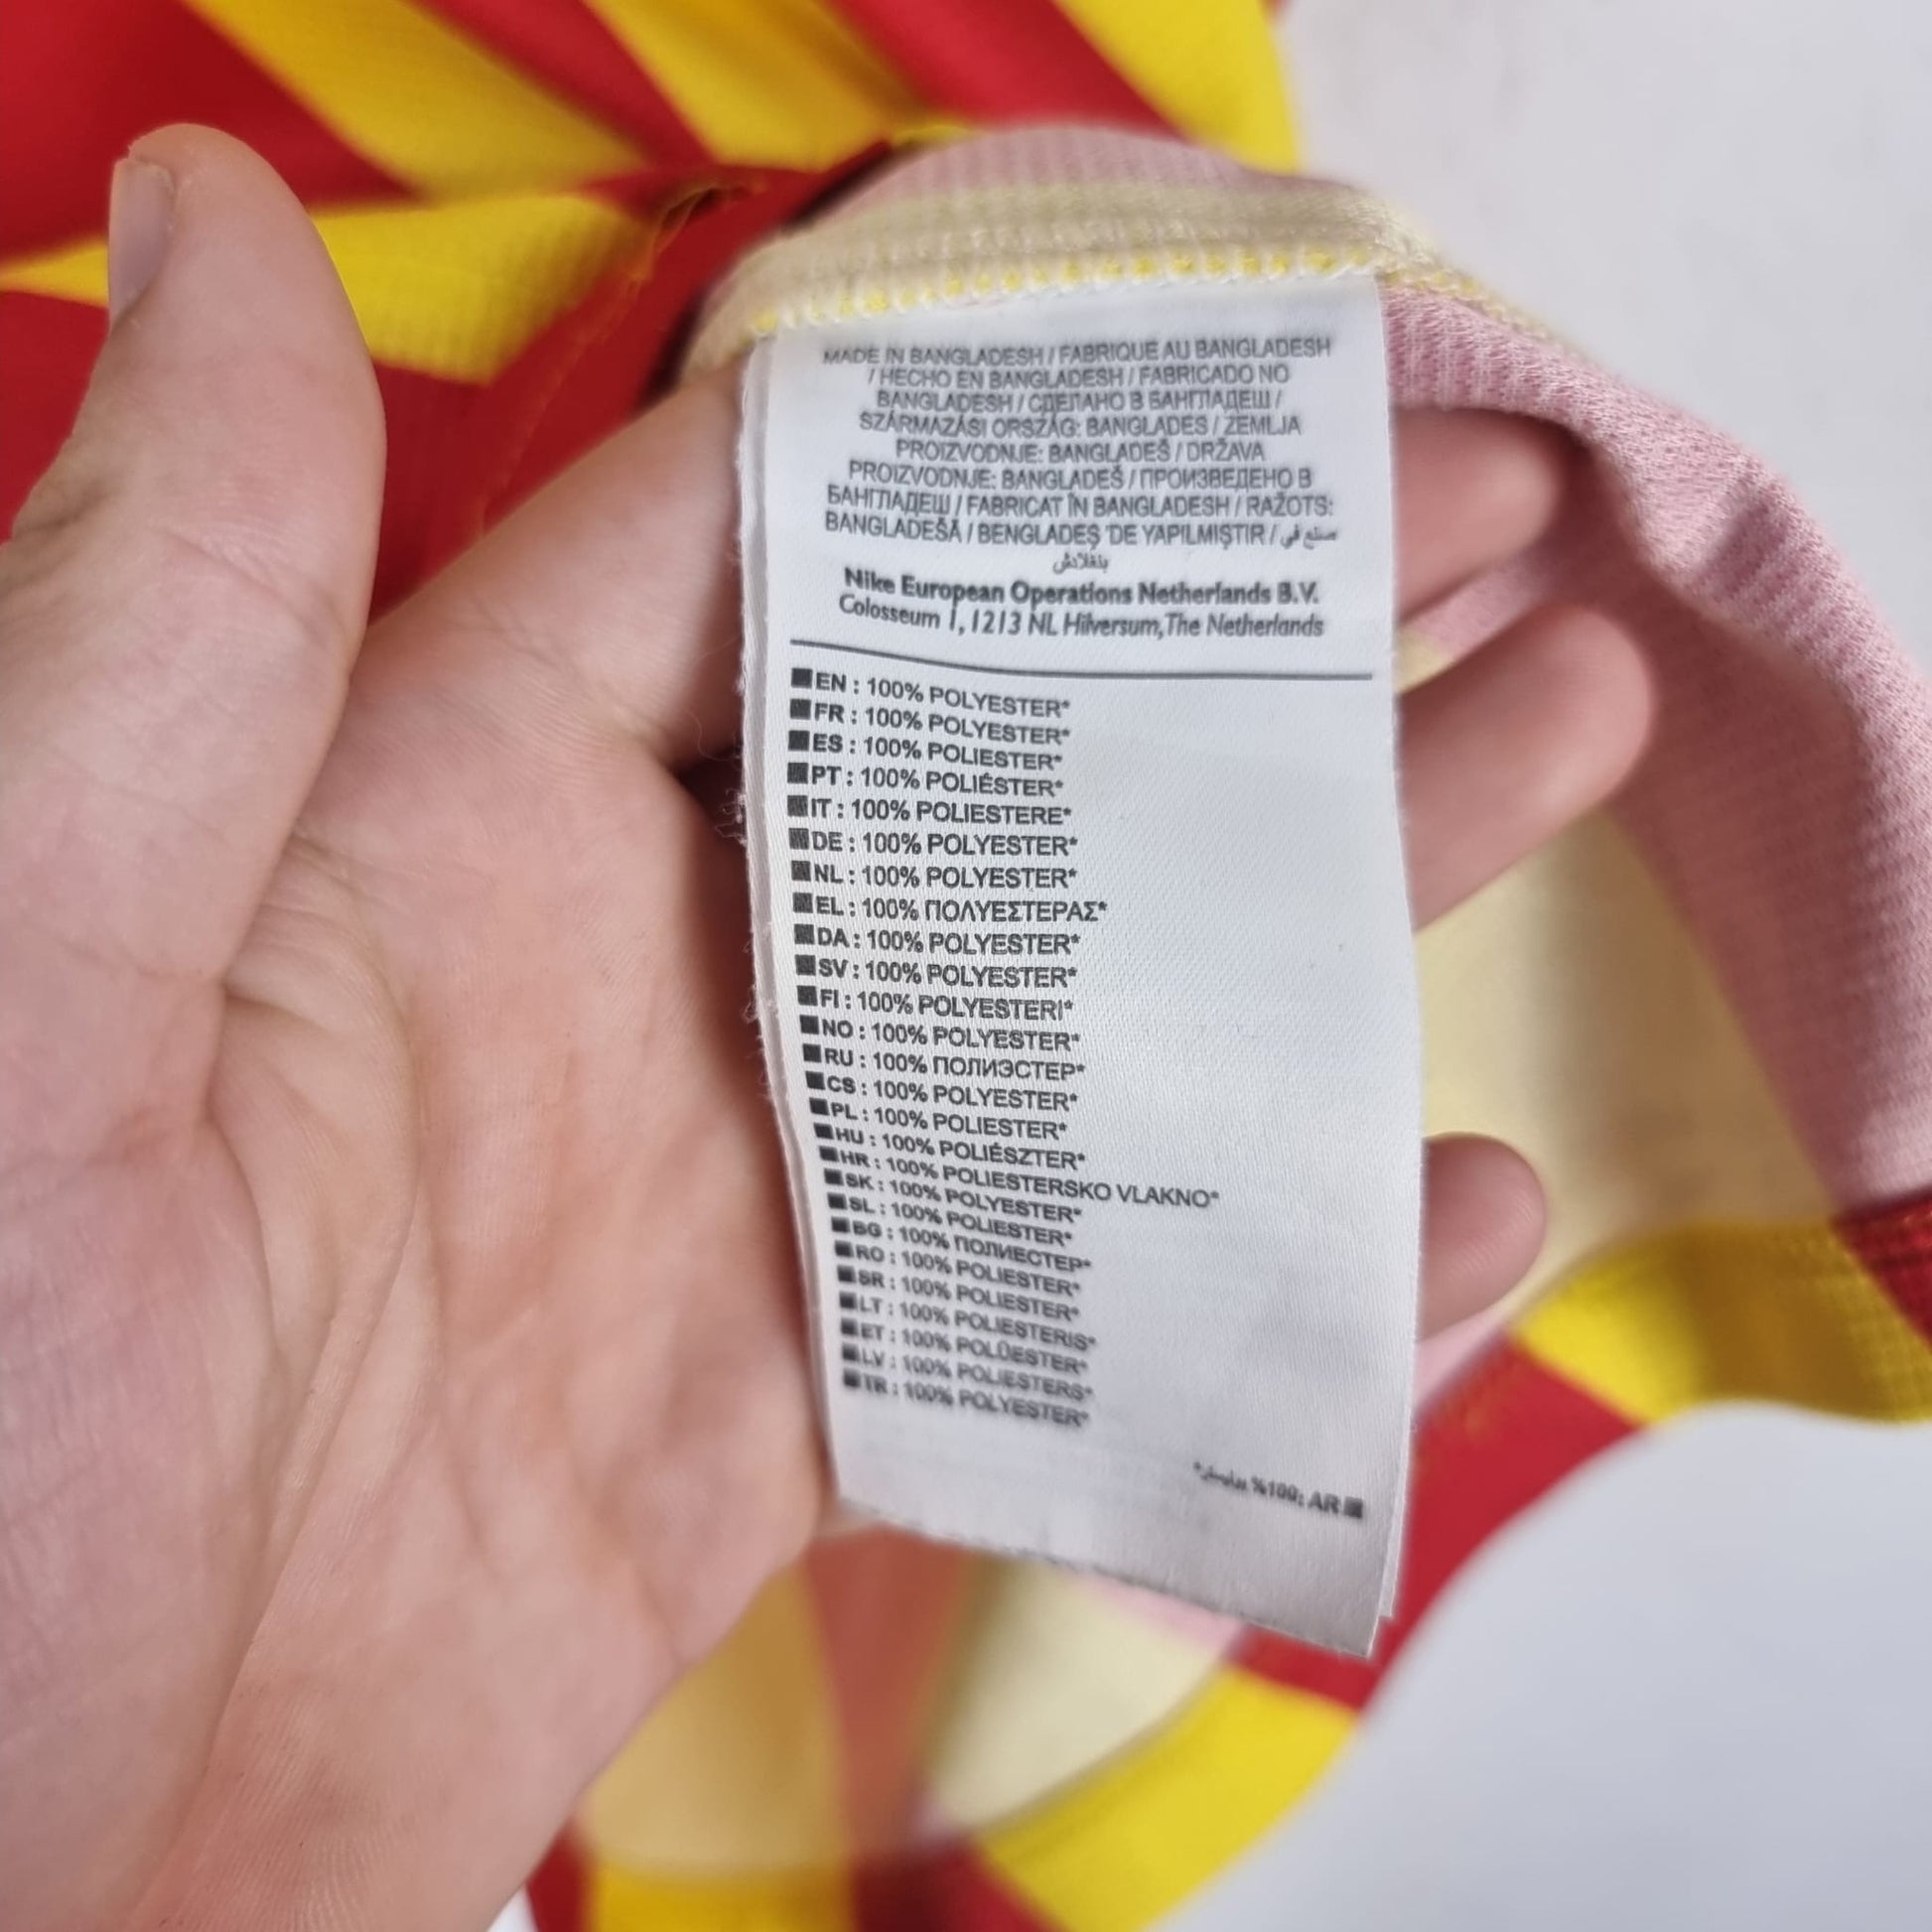 MADE IN BANGLADESH / FABRIQUE AU BANGLADESH
/ HECHO EN BANGLADESH / FABRICADO NO
BANGLADESH / СДЕЛАНО В БАНГЛАДЕШ /
SZÁRMAZÁSI ORSZÁG: BANGLADES / ZEMLJA
PROIZVODNJE: BANGLADEŠ / DRŽAVA
PROIZVODNJE: BANGLADEŠ / ПРОИЗВЕДЕНО В
БАНГЛАДЕШ / FABRICAT ÎN BANGLADESH / RAŽOTS:
BANGLADEŠĀ / BENGLADEŞ 'DE YAPILMIŞTIR / صنع في
بنغلادش
Nike European Operations Netherlands B.V.
Colosseum 1, 1213 NL Hilversum, The Netherlands
EN : 100% POLYESTER*
FR : 100% POLYESTER*
ES : 100% POLIESTER*
PT : 100% POLIÉSTER*
IT : 100% POLIESTERE*
DE : 100% POLYESTER*
NL : 100% POLYESTER*
EL : 100% ΠΟΛΥΕΣΤΕΡΑΣ*
DA : 100% POLYESTER*
SV : 100% POLYESTER*
FI : 100% POLYESTERI*
NO : 100% POLYESTER*
RU : 100% ПОЛИЭСТЕР*
CS : 100% POLYESTER*
PL : 100% POLIESTER*
HU : 100% POLIÉSZTER*
HR : 100% POLIESTERSKO VLAKNO*
SK : 100% POLYESTER*
SL : 100% POLIESTER*
BG : 100% ПОЛИЕСТЕР*
RO : 100% POLIESTER*
SR : 100% POLIESTER*
LT : 100% POLIESTERIS*
ET : 100% POLÜESTER*
LV : 100% POLIESTERS*
TR : 100% POLYESTER*
AR :100% بوليستر*